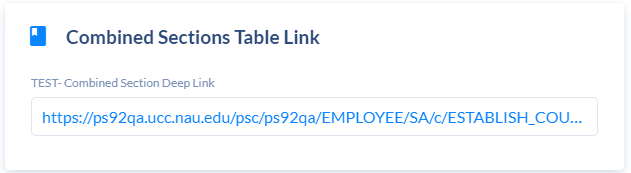 Combined Sections Table Link
TEST- Combined Section Deep Link
https://ps92qa.ucc.nau.edu/psc/ps92qa/EMPLOYEE/SA/c/ESTABLISH_COU...